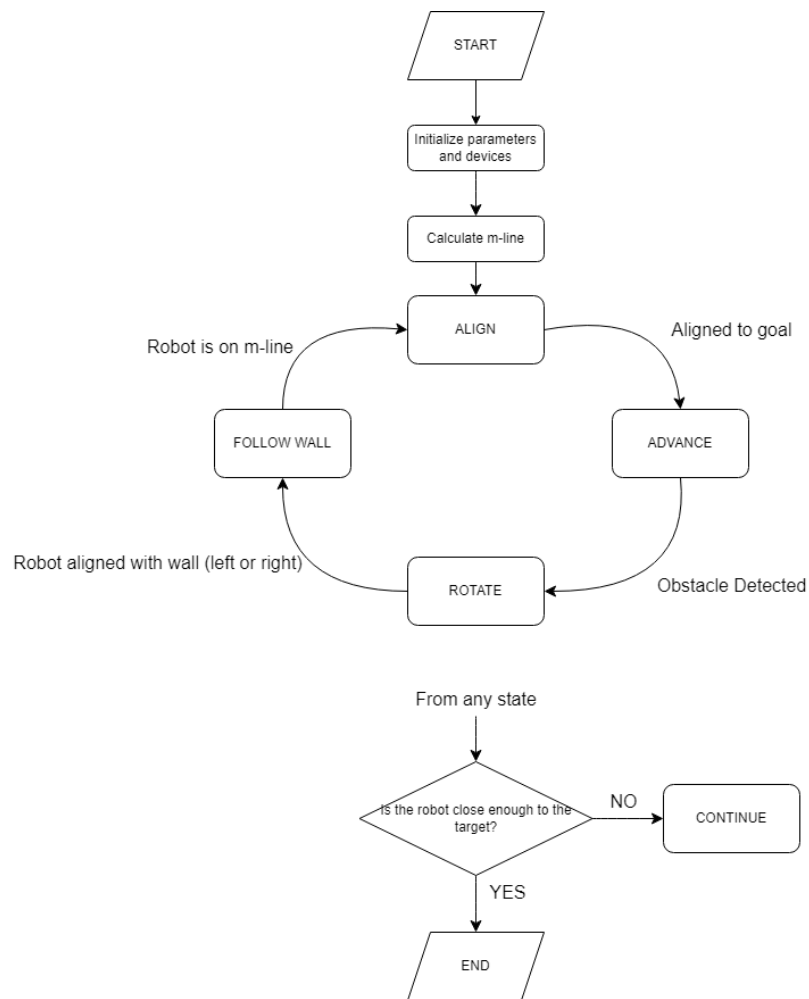 START
Initialize parameters
and devices
Calculate m-line
ALIGN
Aligned to goal
Robot is on m-line
FOLLOW WALL
ADVANCE
Robot aligned with wall (left or right)
ROTATE
Obstacle Detected
From any state
Is the robot close enough to the
target?
NO
CONTINUE
YES
END